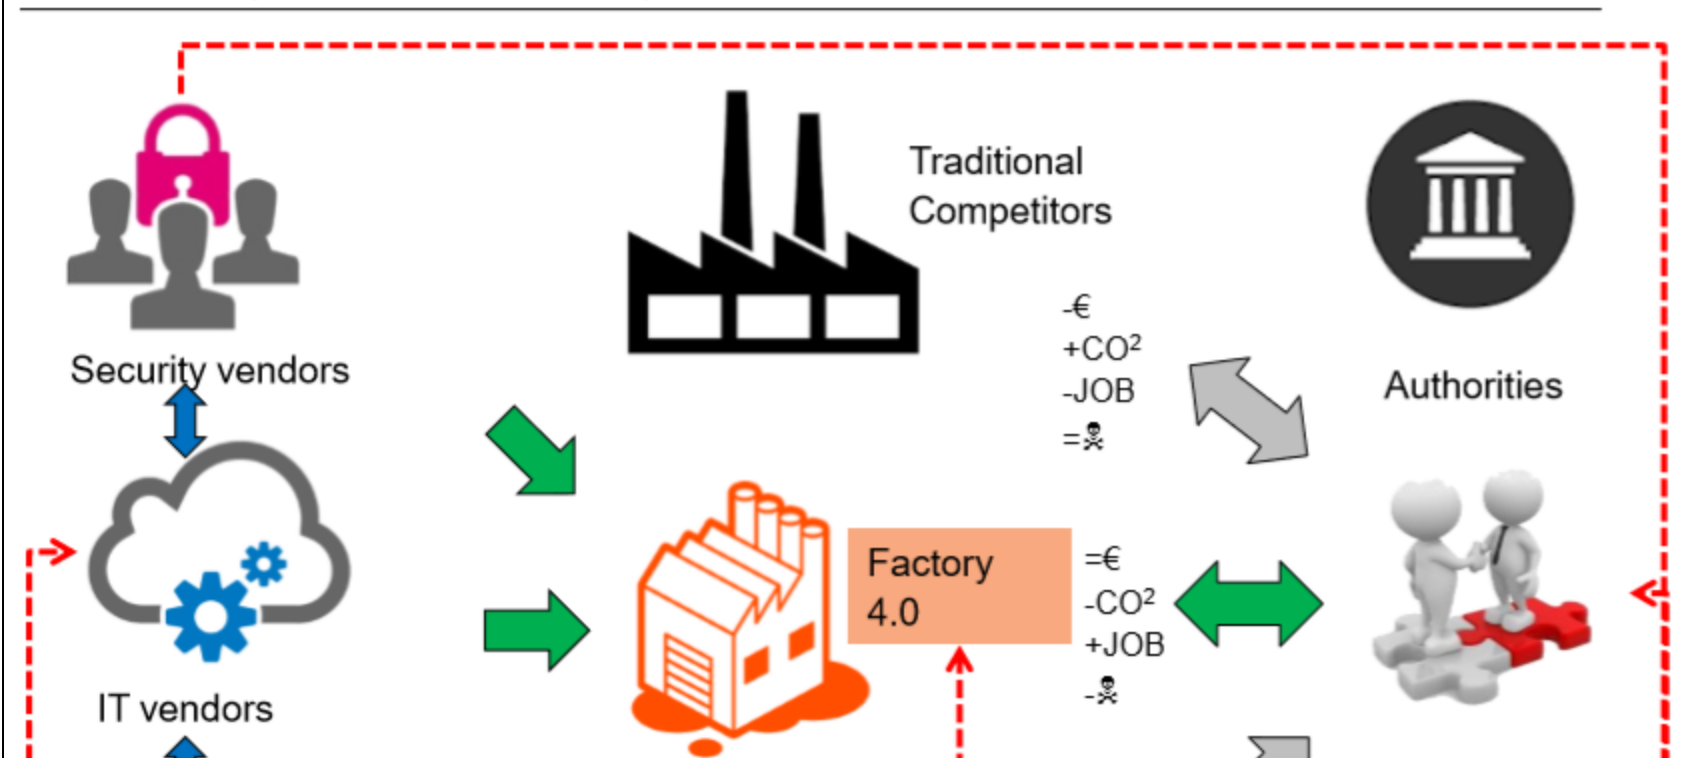 Traditional
Competitors
-€
+CO²
-JOB
=☠
Security vendors
Authorities
Factory
4.0
=€
-CO²
+JOB
-☠
IT vendors